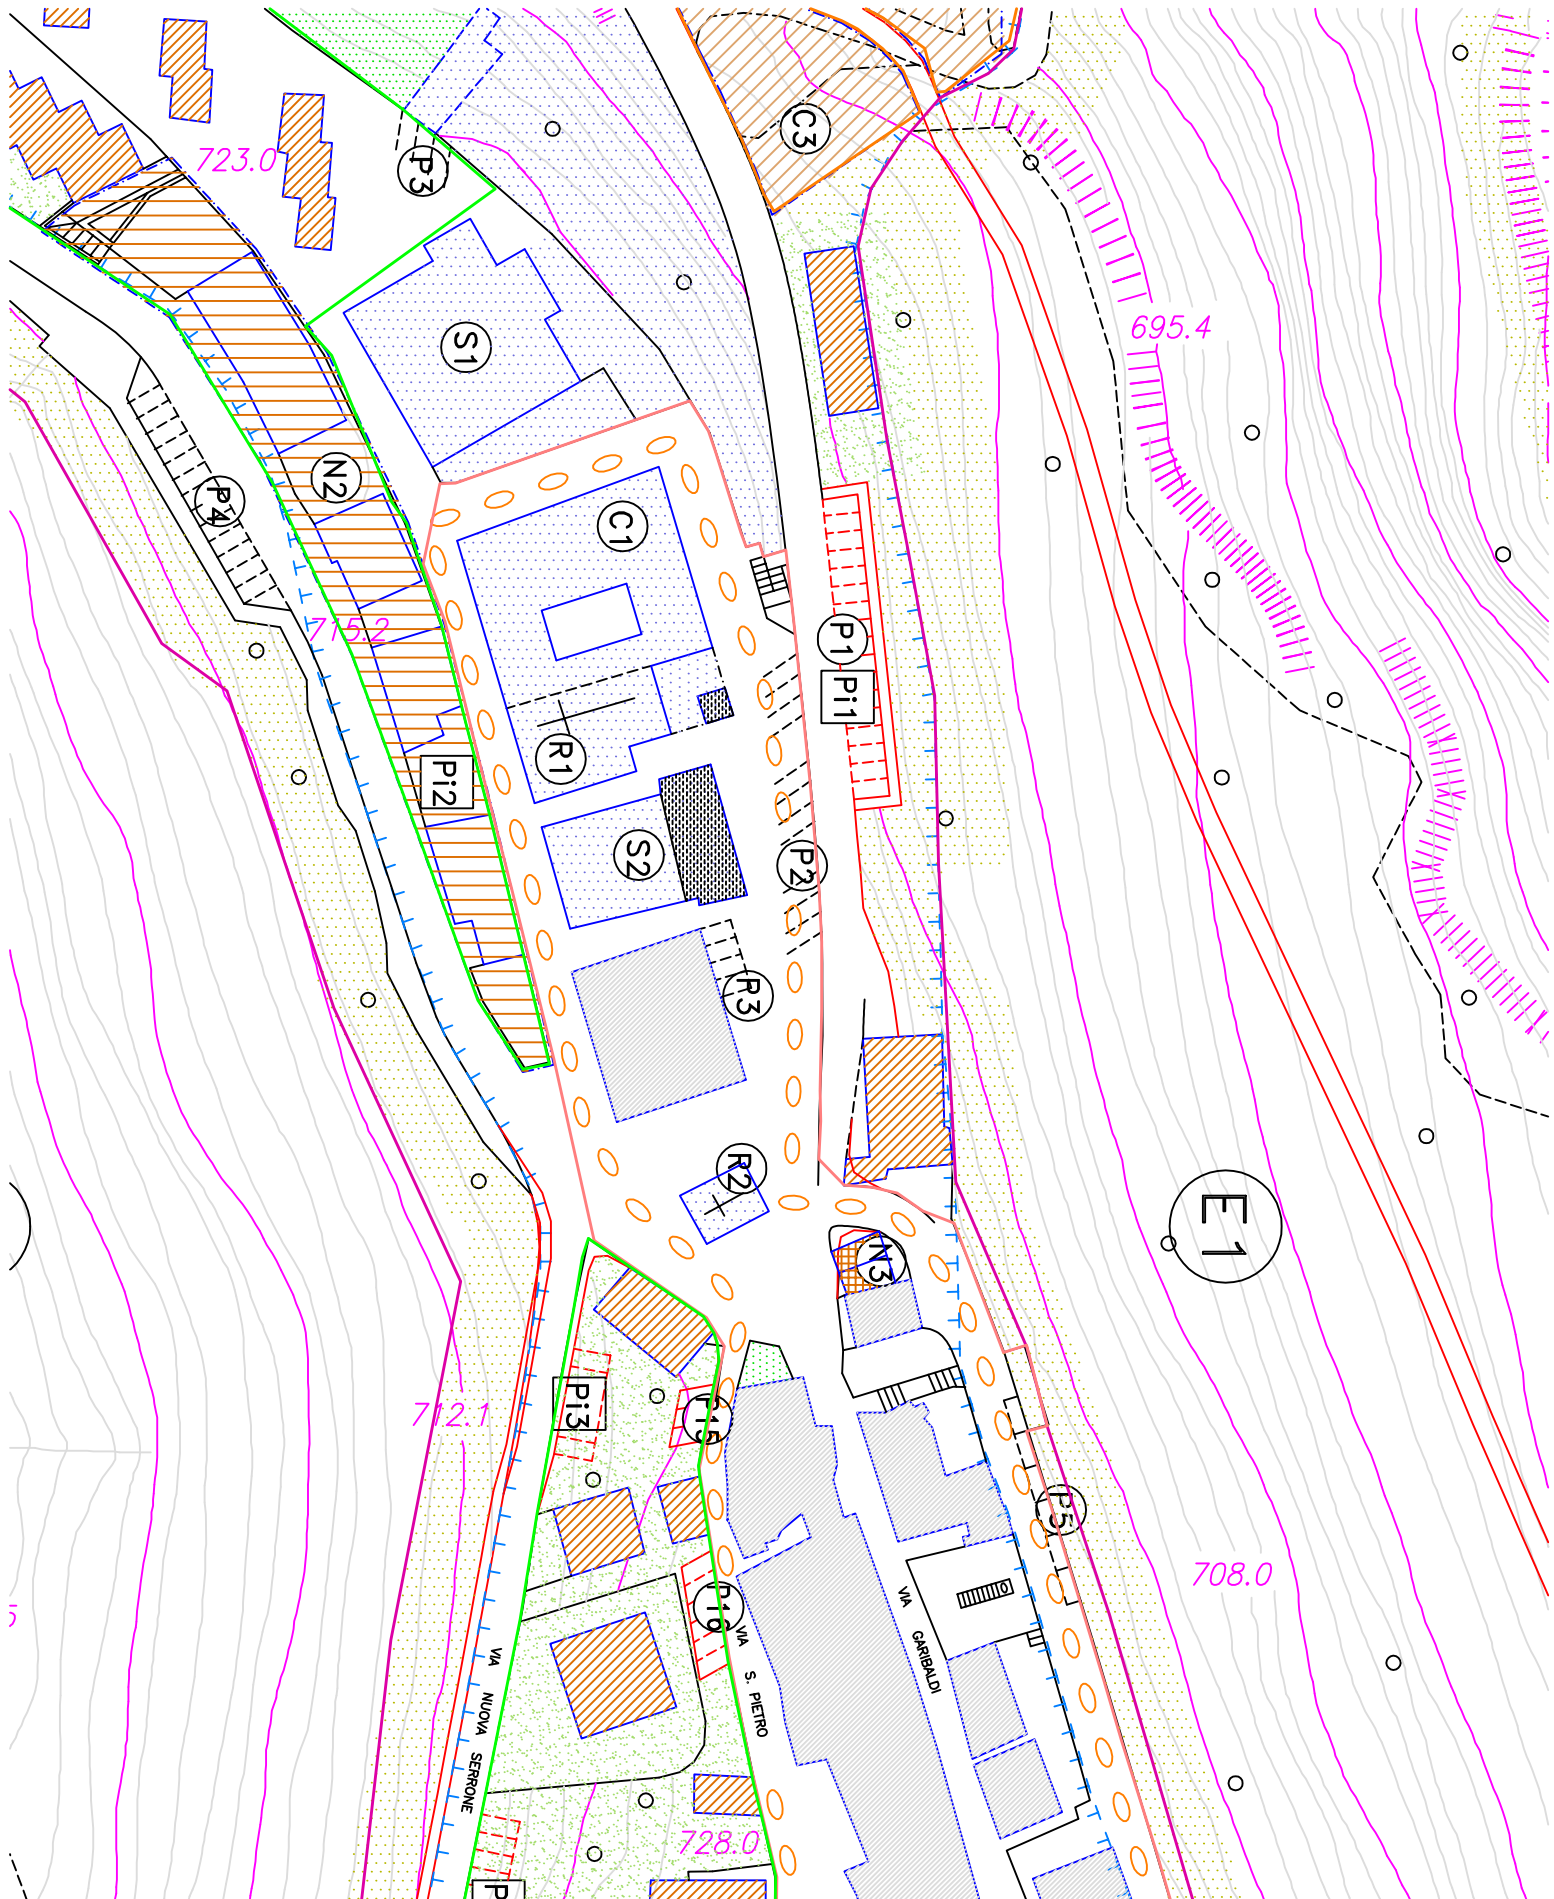 C3
723.0
P3
695.4
S1
N2
P4
C1
715.2
P1
Pi1
R1
Pi2
S2
P2
R3
R2
E1
N3
Pi3
P15
712.1
P5
708.0
P16
VIA GARIBALDI
VIA S. PIETRO
VIA NUOVA SERRONE
5
728.0
P